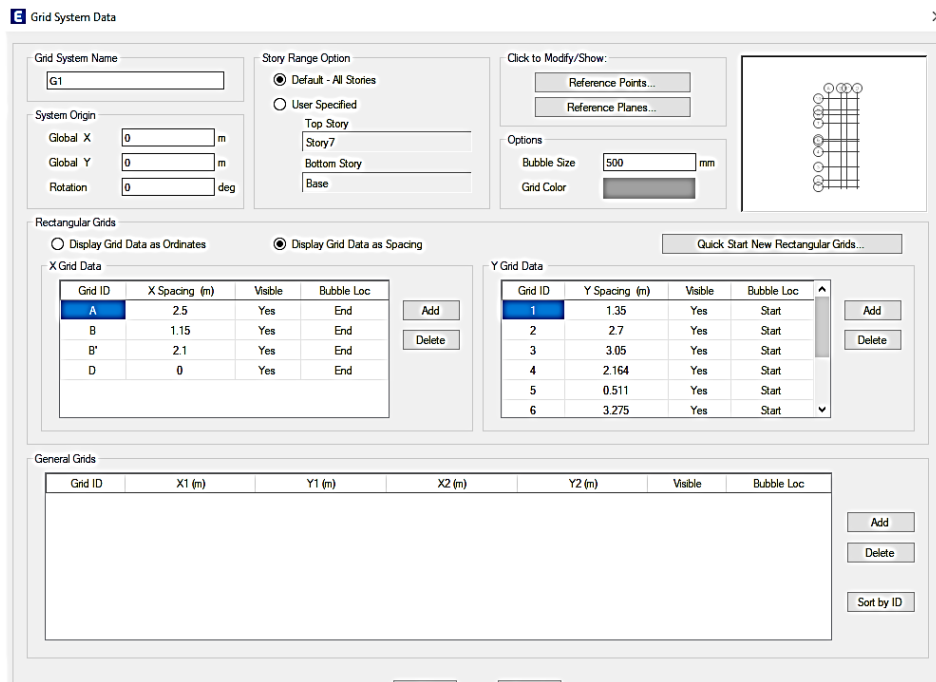 E Grid System Data
Grid System Name
G1
System Origin
Global X 0 m
Global Y 0 m
Rotation 0 deg
Story Range Option
Default - All Stories
User Specified
Top Story
Story7
Bottom Story
Base
Click to Modify/Show:
Reference Points...
Reference Planes...
Options
Bubble Size 500 mm
Grid Color
Rectangular Grids
Display Grid Data as Ordinates
Display Grid Data as Spacing
Quick Start New Rectangular Grids...
X Grid Data
Grid ID X Spacing (m) Visible Bubble Loc
A 2.5 Yes End
B 1.15 Yes End
B' 2.1 Yes End
D 0 Yes End
Add
Delete
Y Grid Data
Grid ID Y Spacing (m) Visible Bubble Loc
1 1.35 Yes Start
2 2.7 Yes Start
3 3.05 Yes Start
4 2.164 Yes Start
5 0.511 Yes Start
6 3.275 Yes Start
Add
Delete
General Grids
Grid ID X1 (m) Y1 (m) X2 (m) Y2 (m) Visible Bubble Loc
Add
Delete
Sort by ID